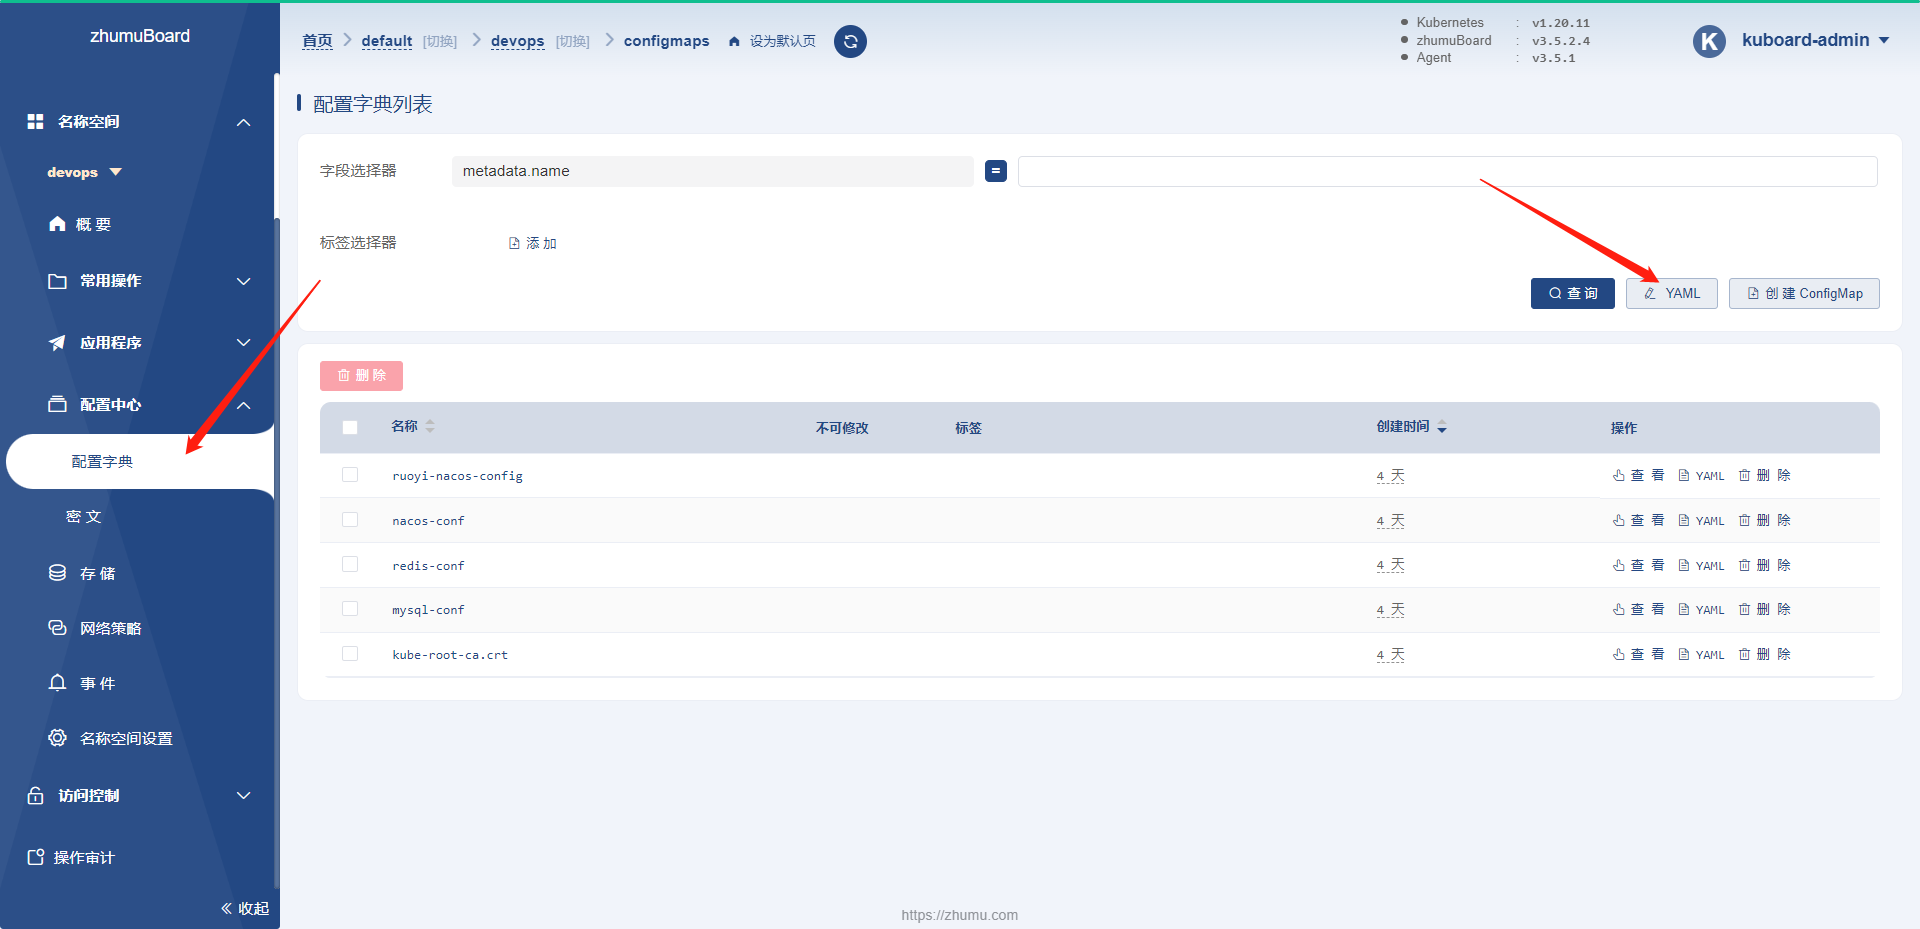 zhumuBoard
名称空间
devops
概 要
常用操作
应用程序
配置中心
配置字典
密 文
存 储
网络策略
事 件
名称空间设置
访问控制
操作审计
收起
首页 default [切换] devops [切换] configmaps 设为默认页
Kubernetes : v1.20.11
zhumuBoard : v3.5.2.4
Agent : v3.5.1
K kuboard-admin
配置字典列表
字段选择器 metadata.name =
标签选择器 添 加
查 询 YAML 创 建 ConfigMap
删 除
名称 不可修改 标签 创建时间 操作
ruoyi-nacos-config 4 天 查 看 YAML 删 除
nacos-conf 4 天 查 看 YAML 删 除
redis-conf 4 天 查 看 YAML 删 除
mysql-conf 4 天 查 看 YAML 删 除
kube-root-ca.crt 4 天 查 看 YAML 删 除
https://zhumu.com